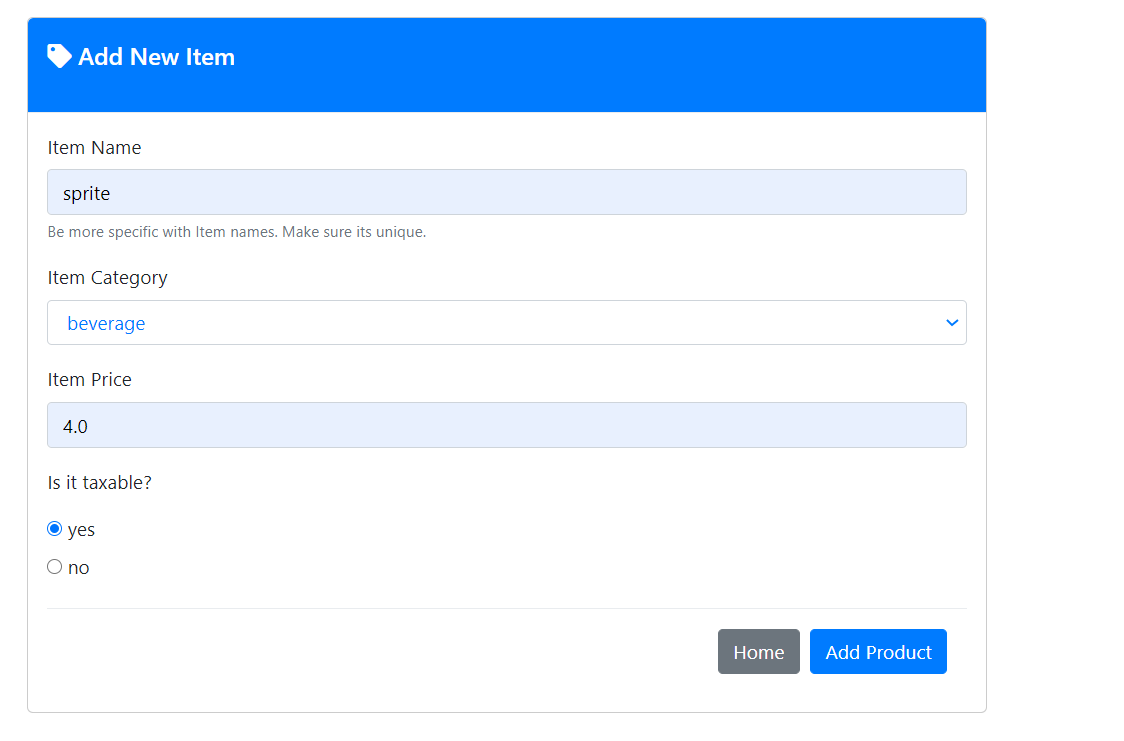 Add New Item
Item Name
sprite
Be more specific with Item names. Make sure its unique.
Item Category
beverage
Item Price
4.0
Is it taxable?
yes
no
Home Add Product